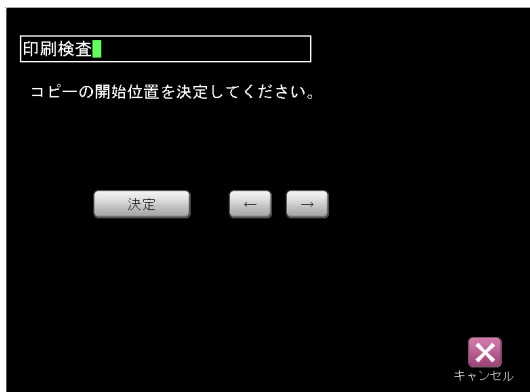 印刷検査
コピーの開始位置を決定してください。
決定 ← →
キャンセル